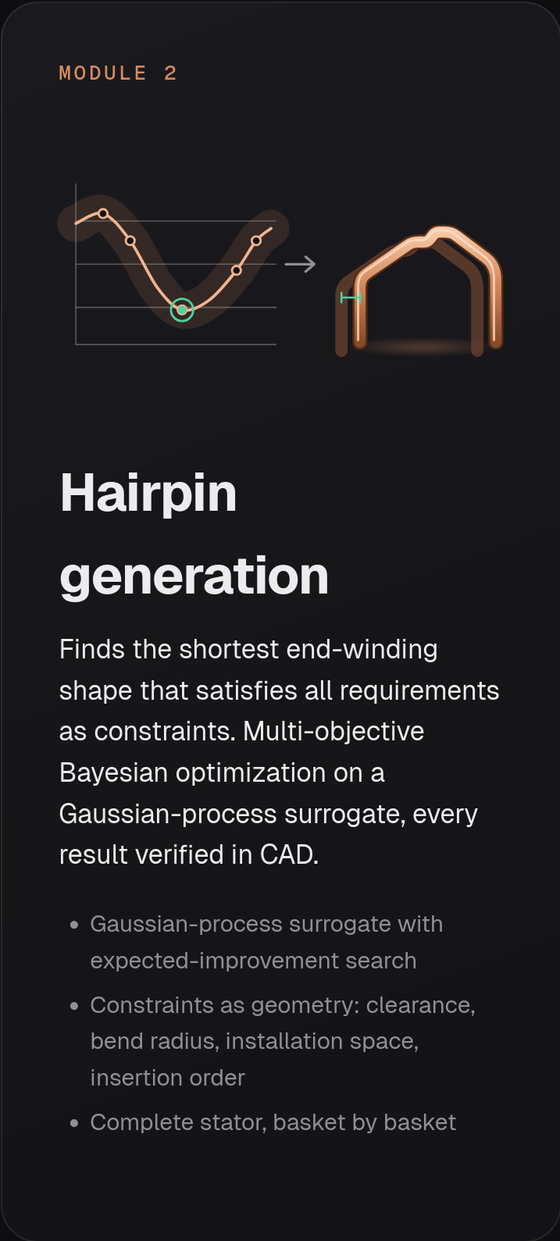 MODULE 2
Hairpin
generation
Finds the shortest end-winding
shape that satisfies all requirements
as constraints. Multi-objective
Bayesian optimization on a
Gaussian-process surrogate, every
result verified in CAD.
• Gaussian-process surrogate with
expected-improvement search
• Constraints as geometry: clearance,
bend radius, installation space,
insertion order
• Complete stator, basket by basket